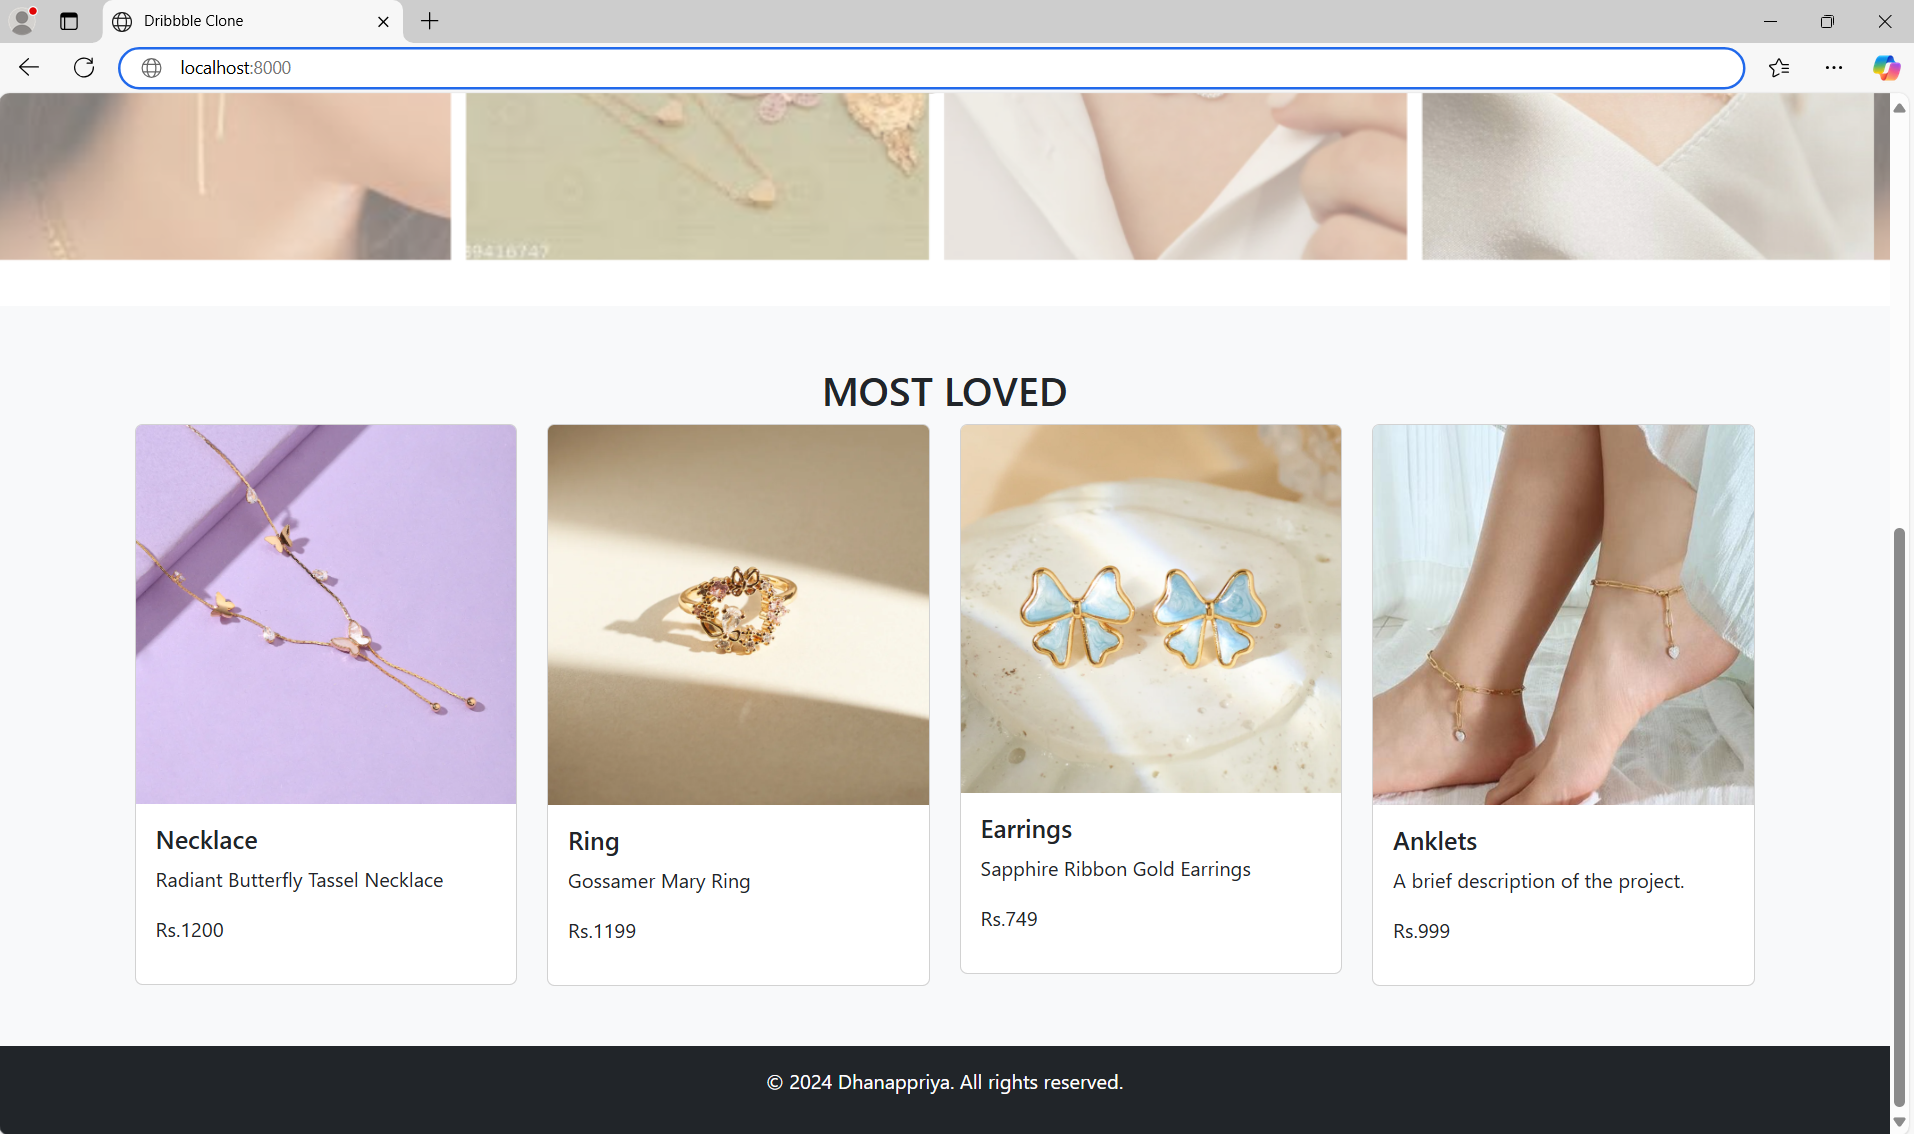 Dribbble Clone
localhost:8000
39416747
MOST LOVED
Necklace
Radiant Butterfly Tassel Necklace
Rs.1200
Ring
Gossamer Mary Ring
Rs.1199
Earrings
Sapphire Ribbon Gold Earrings
Rs.749
Anklets
A brief description of the project.
Rs.999
© 2024 Dhanappriya. All rights reserved.